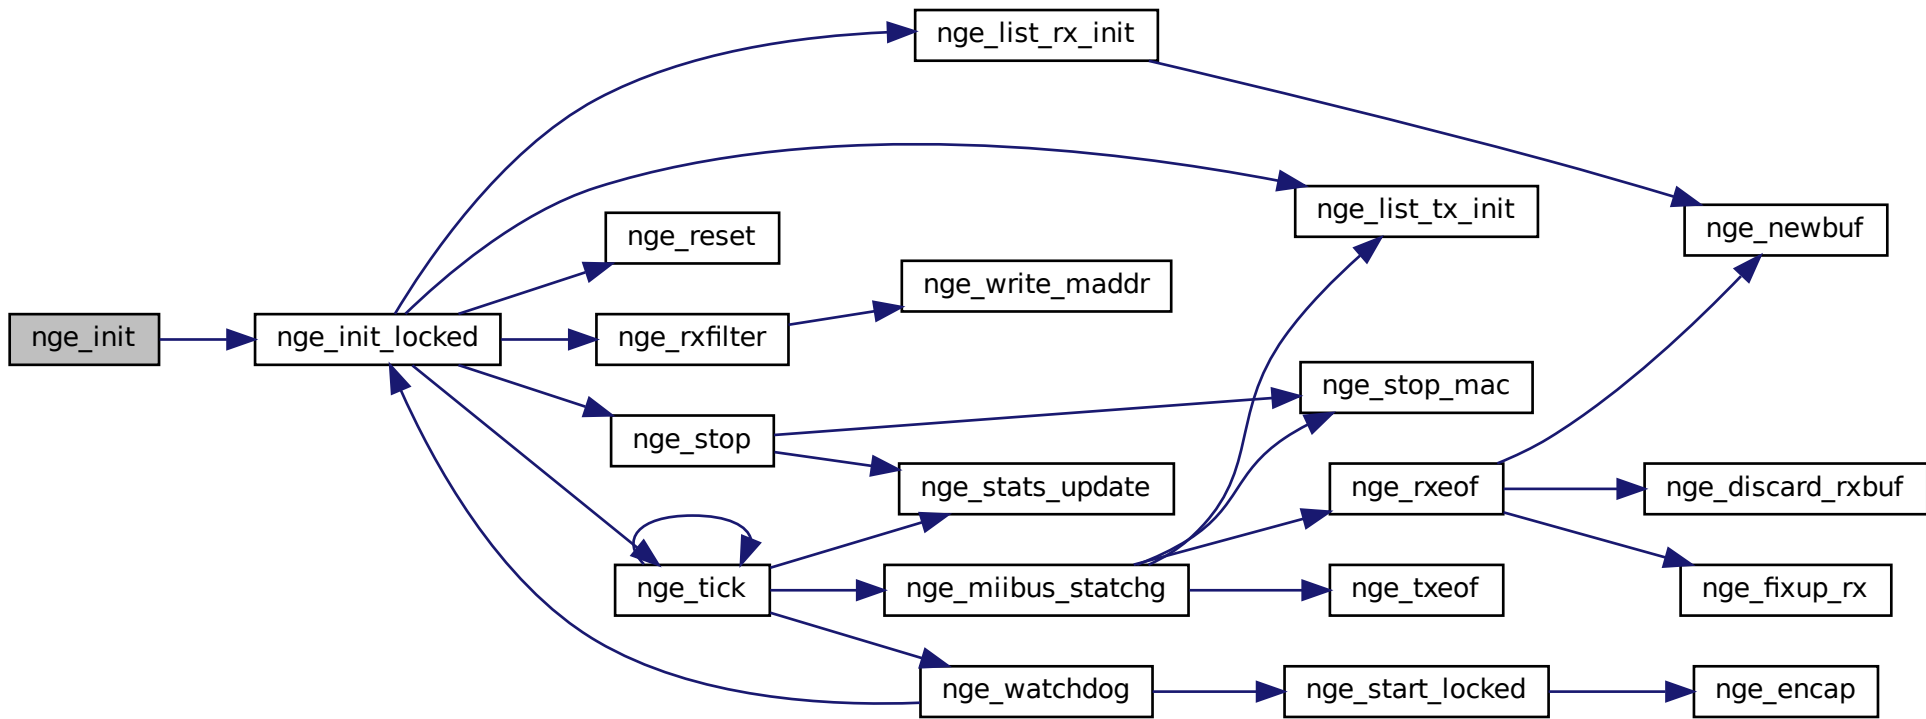 nge_list_rx_init
nge_list_tx_init
nge_newbuf
nge_reset
nge_write_maddr
nge_init
nge_init_locked
nge_rxfilter
nge_stop_mac
nge_stop
nge_stats_update
nge_rxeof
nge_discard_rxbuf
nge_tick
nge_miibus_statchg
nge_txeof
nge_fixup_rx
nge_watchdog
nge_start_locked
nge_encap